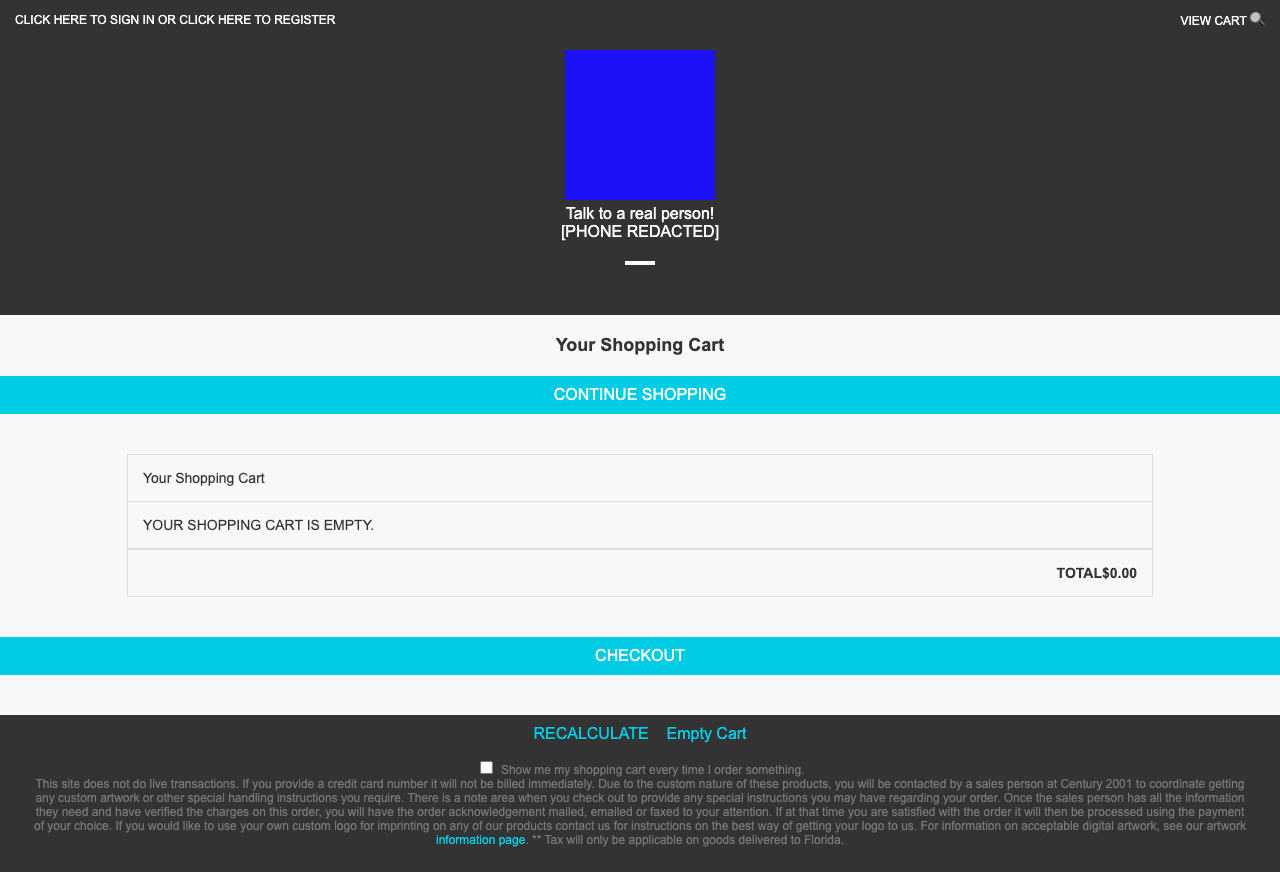 CLICK HERE TO SIGN IN OR CLICK HERE TO REGISTER
VIEW CART
Talk to a real person!
[PHONE REDACTED]
Your Shopping Cart
CONTINUE SHOPPING
Your Shopping Cart
YOUR SHOPPING CART IS EMPTY.
TOTAL$0.00
CHECKOUT
RECALCULATE Empty Cart
Show me my shopping cart every time I order something.
This site does not do live transactions. If you provide a credit card number it will not be billed immediately. Due to the custom nature of these products, you will be contacted by a sales person at Century 2001 to coordinate getting
any custom artwork or other special handling instructions you require. There is a note area when you check out to provide any special instructions you may have regarding your order. Once the sales person has all the information
they need and have verified the charges on this order, you will have the order acknowledgement mailed, emailed or faxed to your attention. If at that time you are satisfied with the order it will then be processed using the payment
of your choice. If you would like to use your own custom logo for imprinting on any of our products contact us for instructions on the best way of getting your logo to us. For information on acceptable digital artwork, see our artwork
information page. ** Tax will only be applicable on goods delivered to Florida.